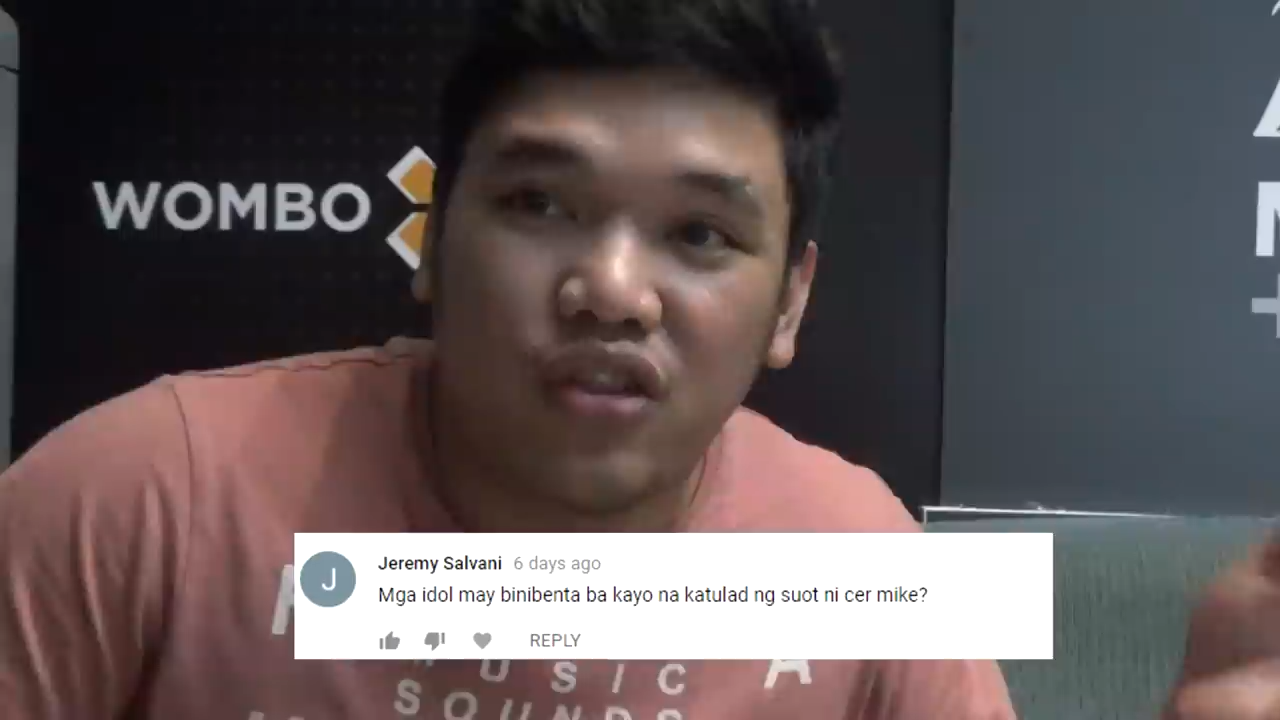 WOMBO
Jeremy Salvani 6 days ago
J
Mga idol may binibenta ba kayo na katulad ng suot ni cer mike?
REPLY
MUSIC A
SOUNDS